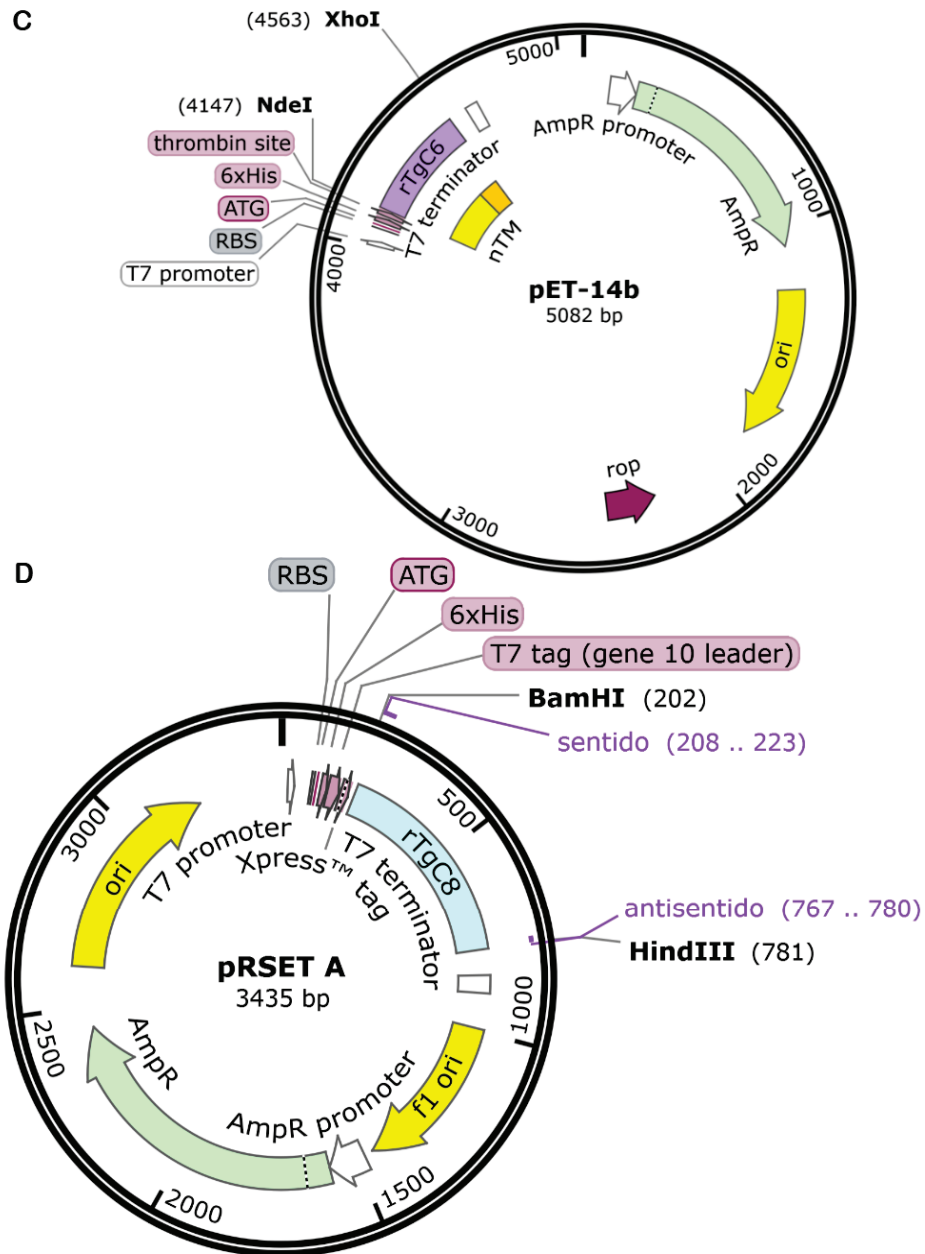 C
(4563) XhoI
5000
(4147) NdeI
thrombin site
6xHis
ATG
RBS
T7 promoter
4000
rTgC6
T7 terminator
nTM
AmpR promoter
AmpR
1000
pET-14b
5082 bp
ori
2000
rop
3000
D
RBS
ATG
6xHis
T7 tag (gene 10 leader)
BamHI (202)
sentido (208 .. 223)
500
3000
ori
T7 promoter
Xpress™ tag
T7 terminator
rTgC8
antisentido (767 .. 780)
HindIII (781)
pRSET A
3435 bp
1000
2500
AmpR
AmpR promoter
f1 ori
1500
2000